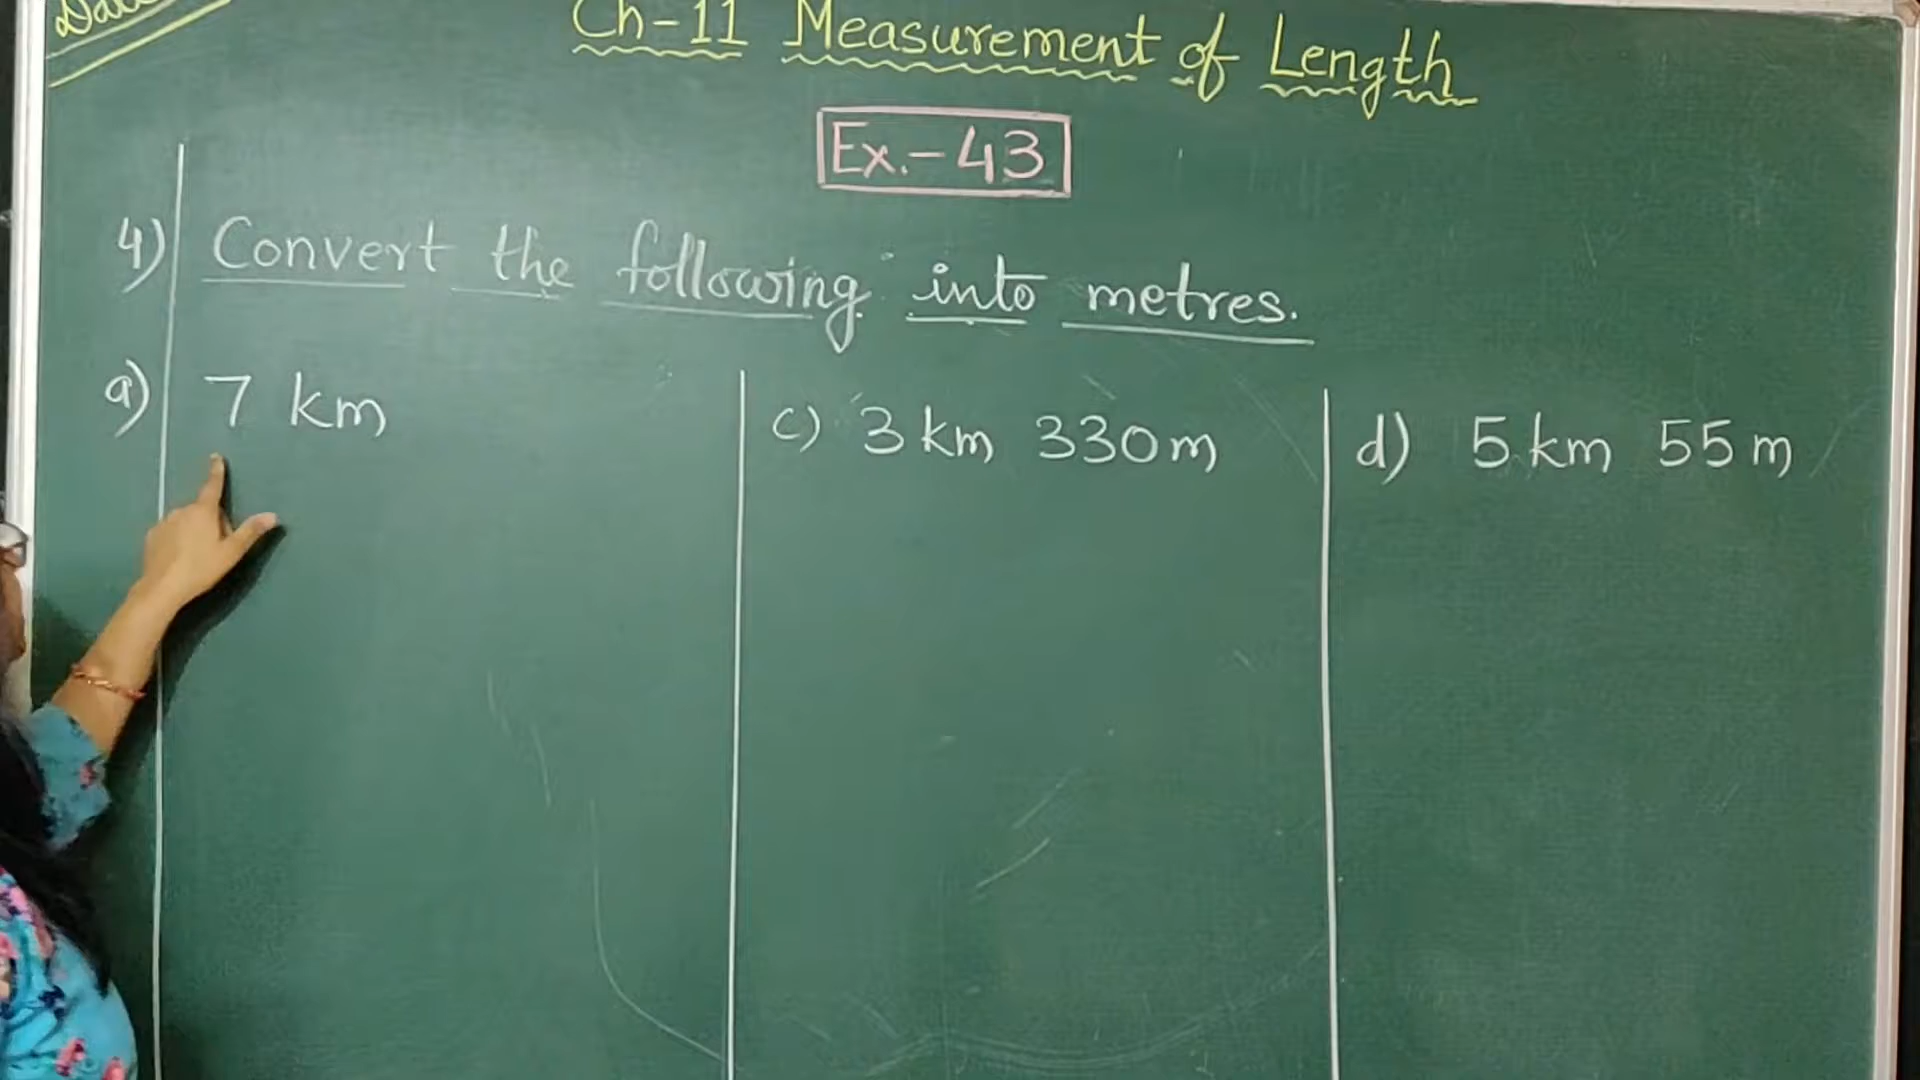 Date
Ch-11 Measurement of Length
Ex.-43
4) Convert the following into metres.
a) 7 km
c) 3 km 330 m
d) 5 km 55 m